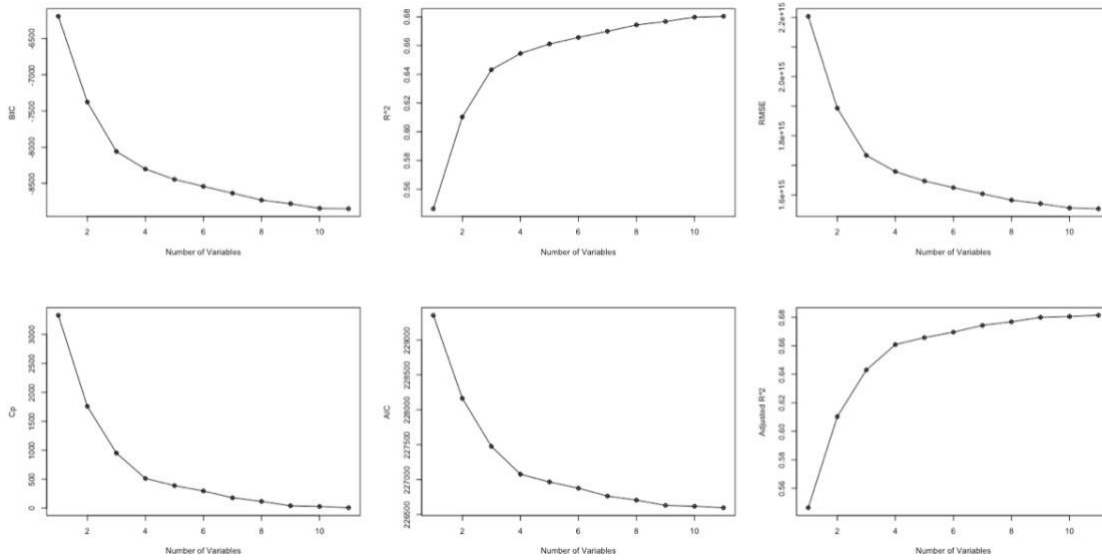 BIC
-6500
-7000
-7500
-8000
-8500
2 4 6 8 10
Number of Variables
R^2
0.68
0.66
0.64
0.62
0.60
0.58
0.56
2 4 6 8 10
Number of Variables
RMSE
2.2e+15
2.0e+15
1.8e+15
1.6e+15
2 4 6 8 10
Number of Variables
Cp
3000
2500
2000
1500
1000
500
0
2 4 6 8 10
Number of Variables
AIC
229000
228500
228000
227500
227000
226500
2 4 6 8 10
Number of Variables
Adjusted R^2
0.68
0.66
0.64
0.62
0.60
0.58
0.56
2 4 6 8 10
Number of Variables